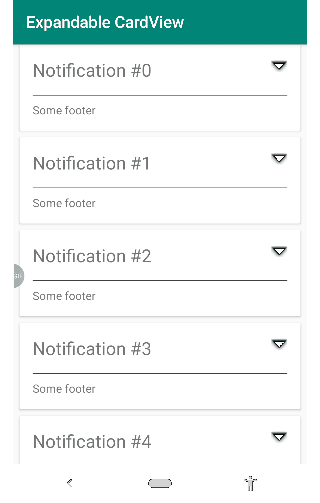 Expandable CardView
Notification #0
Some footer
Notification #1
Some footer
Notification #2
Some footer
Notification #3
Some footer
Notification #4